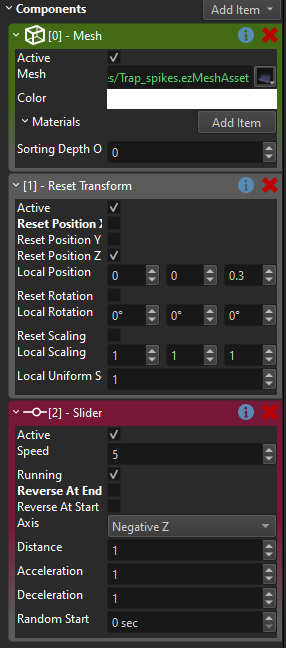 Components Add Item
[0] - Mesh
Active
Mesh s/Trap_spikes.ezMeshAsset
Color
Materials Add Item
Sorting Depth O 0
[1] - Reset Transform
Active
Reset Position X
Reset Position Y
Reset Position Z
Local Position 0 0 0.3
Reset Rotation
Local Rotation 0° 0° 0°
Reset Scaling
Local Scaling 1 1 1
Local Uniform S 1
[2] - Slider
Active
Speed 5
Running
Reverse At End
Reverse At Start
Axis Negative Z
Distance 1
Acceleration 1
Deceleration 1
Random Start 0 sec